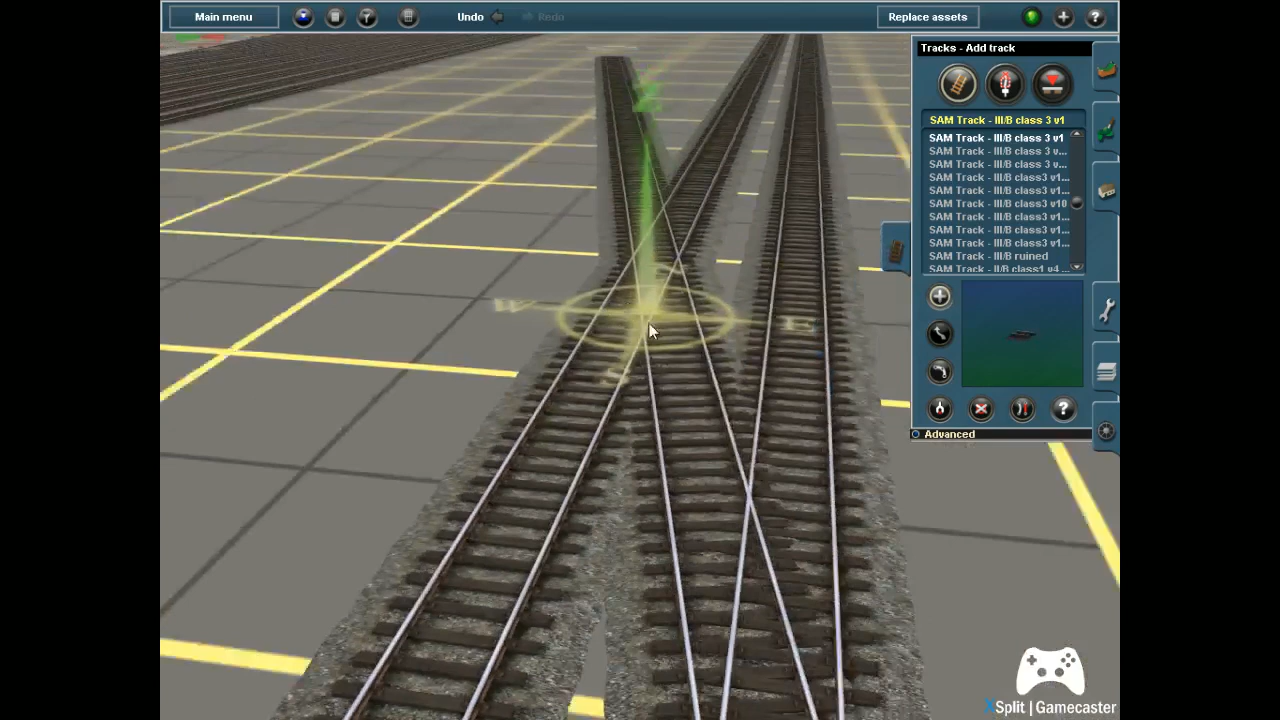 Main menu
Undo
Redo
Replace assets
?
Tracks - Add track
SAM Track - III/B class 3 v1
SAM Track - III/B class 3 v1
SAM Track - III/B class 3 v...
SAM Track - III/B class 3 v...
SAM Track - III/B class3 v1...
SAM Track - III/B class3 v1...
SAM Track - III/B class3 v10
SAM Track - III/B class3 v1...
SAM Track - III/B class3 v1...
SAM Track - III/B class3 v1...
SAM Track - III/B ruined
SAM Track - II/B class1 v4 ...
?
Advanced
W
E
S
XSplit | Gamecaster